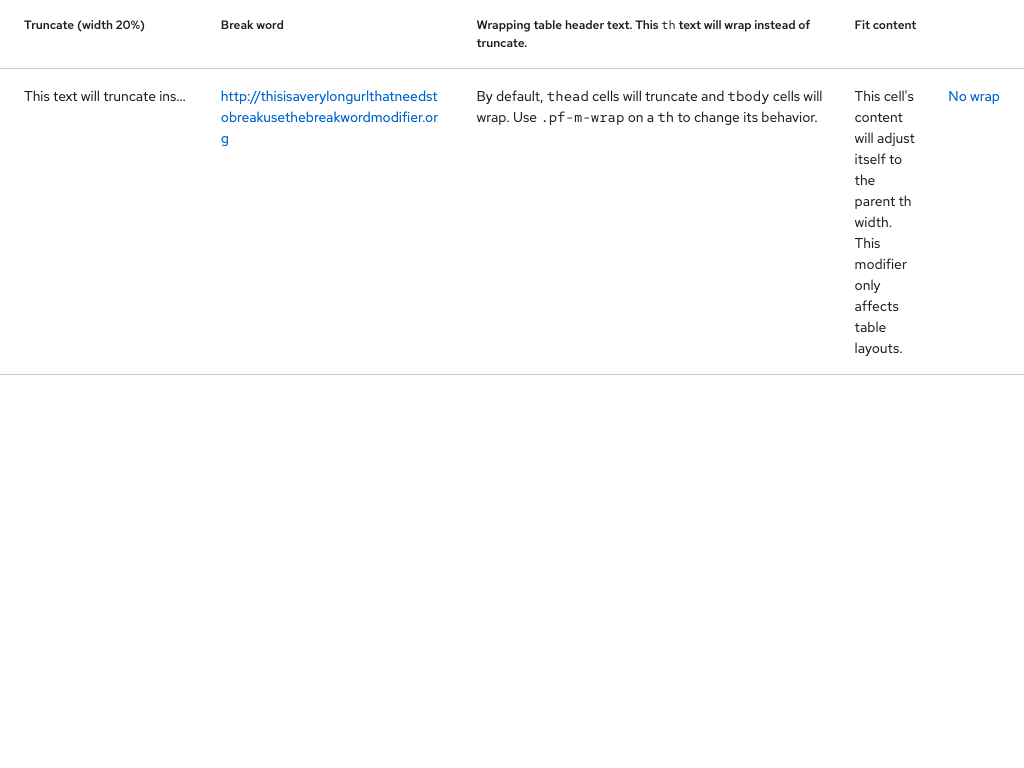 Truncate (width 20%)
Break word
Wrapping table header text. This th text will wrap instead of
truncate.
Fit content
This text will truncate ins...
http://thisisaverylongurlthatneedst
obreakusethebreakwordmodifier.or
g
By default, thead cells will truncate and tbody cells will
wrap. Use .pf-m-wrap on a th to change its behavior.
This cell's
content
will adjust
itself to
the
parent th
width.
This
modifier
only
affects
table
layouts.
No wrap